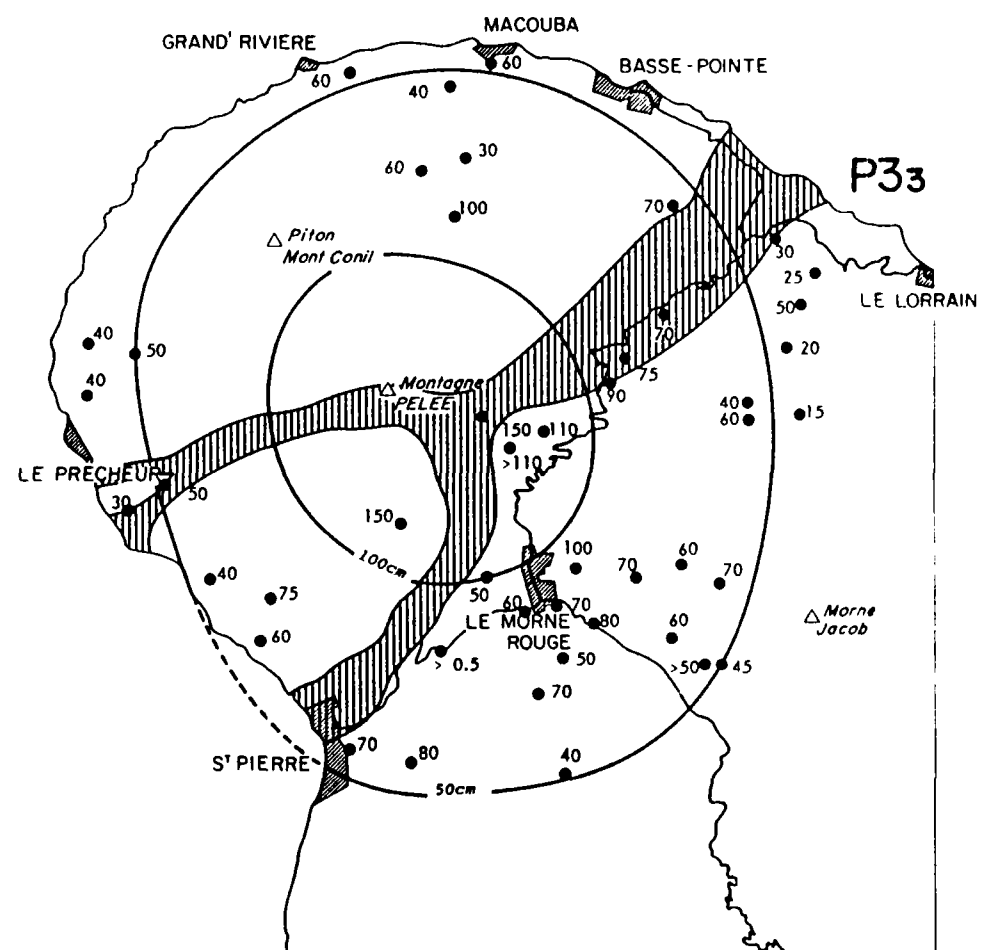 MACOUBA
GRAND' RIVIÈRE
BASSE-POINTE
60
60
40
P33
60
30
100
70
Piton
Mont Conil
30
25
LE LORRAIN
50
70
40
50
20
75
40
Montagne
PELÉE
90
40
60
15
150
110
>110
LE PRÉCHEUR
50
30
150
100cm
100
60
70
70
40
75
50
60
70
80
Morne
Jacob
LE MORNE
ROUGE
60
60
> 0.5
50
>50
45
70
70
80
40
ST PIERRE
50cm